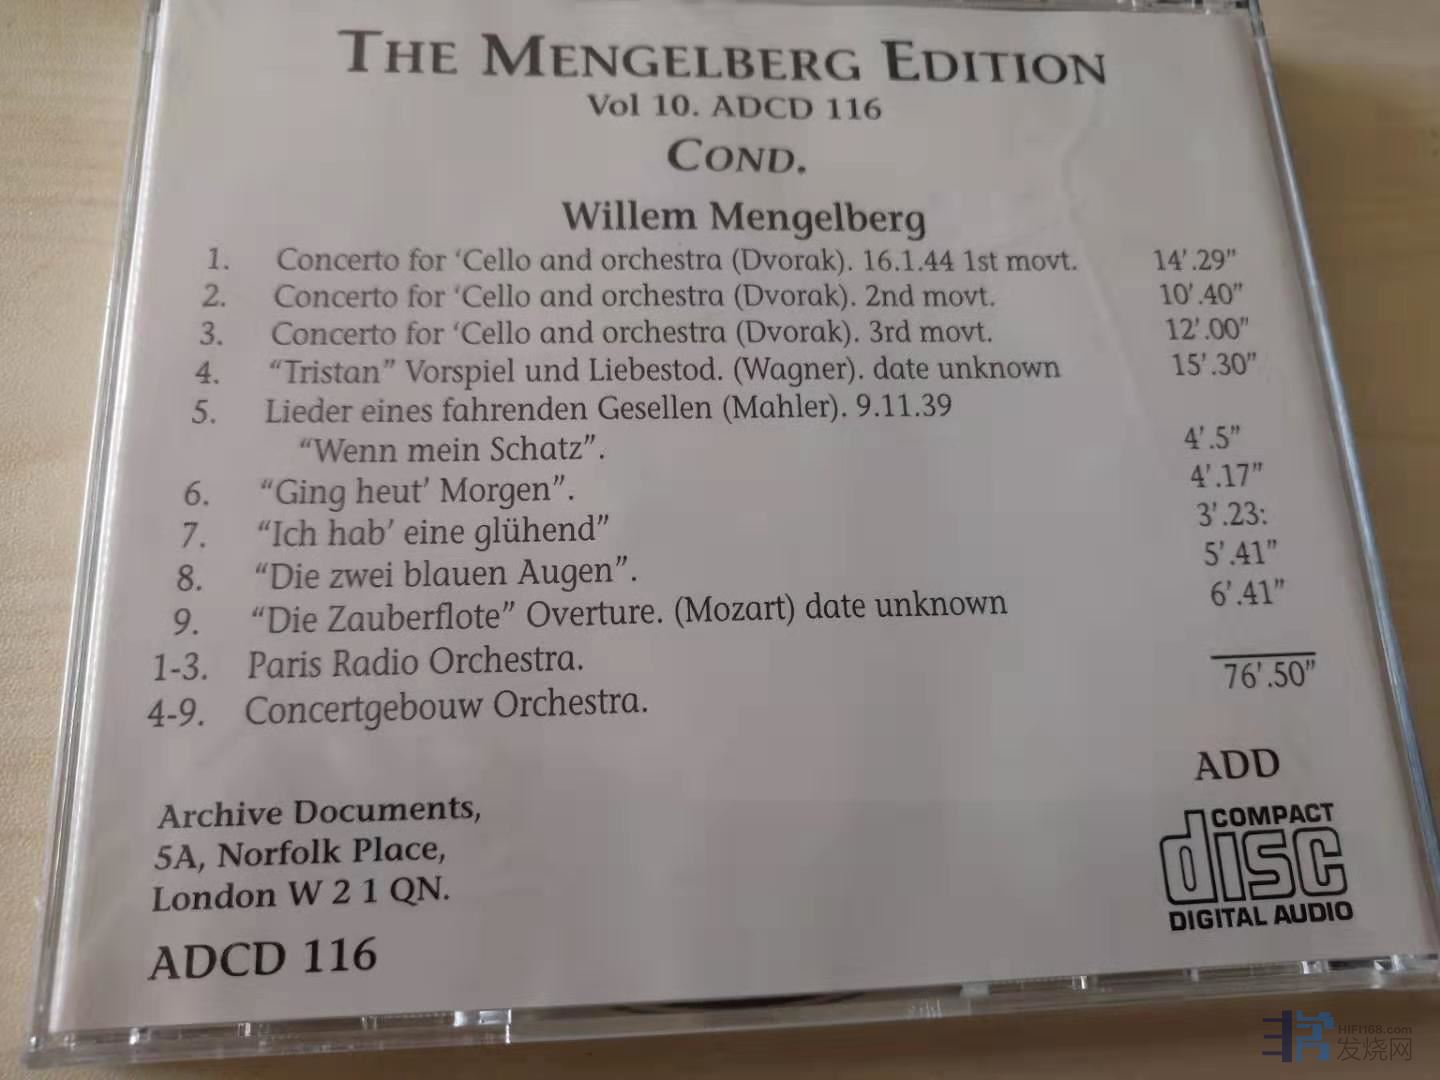 THE MENGELBERG EDITION
Vol 10. ADCD 116
COND.
Willem Mengelberg
1. Concerto for ‘Cello and orchestra (Dvorak). 16.1.44 1st movt. 14’.29”
2. Concerto for ‘Cello and orchestra (Dvorak). 2nd movt. 10’.40”
3. Concerto for ‘Cello and orchestra (Dvorak). 3rd movt. 12’.00”
4. “Tristan” Vorspiel und Liebestod. (Wagner). date unknown 15’.30”
5. Lieder eines fahrenden Gesellen (Mahler). 9.11.39
“Wenn mein Schatz”. 4’.5”
6. “Ging heut’ Morgen”. 4’.17”
7. “Ich hab’ eine glühend” 3’.23:
8. “Die zwei blauen Augen”. 5’.41”
9. “Die Zauberflote” Overture. (Mozart) date unknown 6’.41”
1-3. Paris Radio Orchestra.
76’.50”
4-9. Concertgebouw Orchestra.
ADD
Archive Documents,
5A, Norfolk Place,
London W 2 1 QN.
ADCD 116
COMPACT
disc
DIGITAL AUDIO
HIFI168.com
发烧网